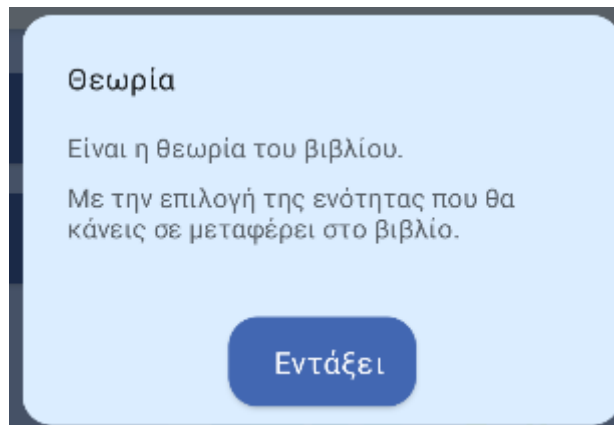 Θεωρία
Είναι η θεωρία του βιβλίου.
Με την επιλογή της ενότητας που θα
κάνεις σε μεταφέρει στο βιβλίο.
Εντάξει